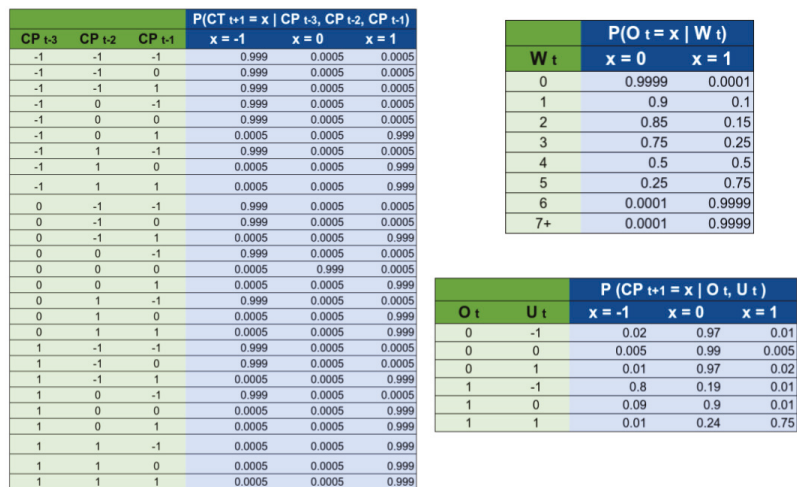 P(CT t+1 = x | CP t-3, CP t-2, CP t-1)
CP t-3 CP t-2 CP t-1 x = -1 x = 0 x = 1
-1 -1 -1 0.999 0.0005 0.0005
-1 -1 0 0.999 0.0005 0.0005
-1 -1 1 0.999 0.0005 0.0005
-1 0 -1 0.999 0.0005 0.0005
-1 0 0 0.999 0.0005 0.0005
-1 0 1 0.0005 0.0005 0.999
-1 1 -1 0.999 0.0005 0.0005
-1 1 0 0.0005 0.0005 0.999
-1 1 1 0.0005 0.0005 0.999
0 -1 -1 0.999 0.0005 0.0005
0 -1 0 0.999 0.0005 0.0005
0 -1 1 0.0005 0.0005 0.999
0 0 -1 0.999 0.0005 0.0005
0 0 0 0.0005 0.999 0.0005
0 0 1 0.0005 0.0005 0.999
0 1 -1 0.999 0.0005 0.0005
0 1 0 0.0005 0.0005 0.999
0 1 1 0.0005 0.0005 0.999
1 -1 -1 0.999 0.0005 0.0005
1 -1 0 0.999 0.0005 0.0005
1 -1 1 0.0005 0.0005 0.999
1 0 -1 0.999 0.0005 0.0005
1 0 0 0.0005 0.0005 0.999
1 0 1 0.0005 0.0005 0.999
1 1 -1 0.0005 0.0005 0.999
1 1 0 0.0005 0.0005 0.999
1 1 1 0.0005 0.0005 0.999
P(O t = x | W t)
W t x = 0 x = 1
0 0.9999 0.0001
1 0.9 0.1
2 0.85 0.15
3 0.75 0.25
4 0.5 0.5
5 0.25 0.75
6 0.0001 0.9999
7+ 0.0001 0.9999
P (CP t+1 = x | O t, U t )
O t U t x = -1 x = 0 x = 1
0 -1 0.02 0.97 0.01
0 0 0.005 0.99 0.005
0 1 0.01 0.97 0.02
1 -1 0.8 0.19 0.01
1 0 0.09 0.9 0.01
1 1 0.01 0.24 0.75